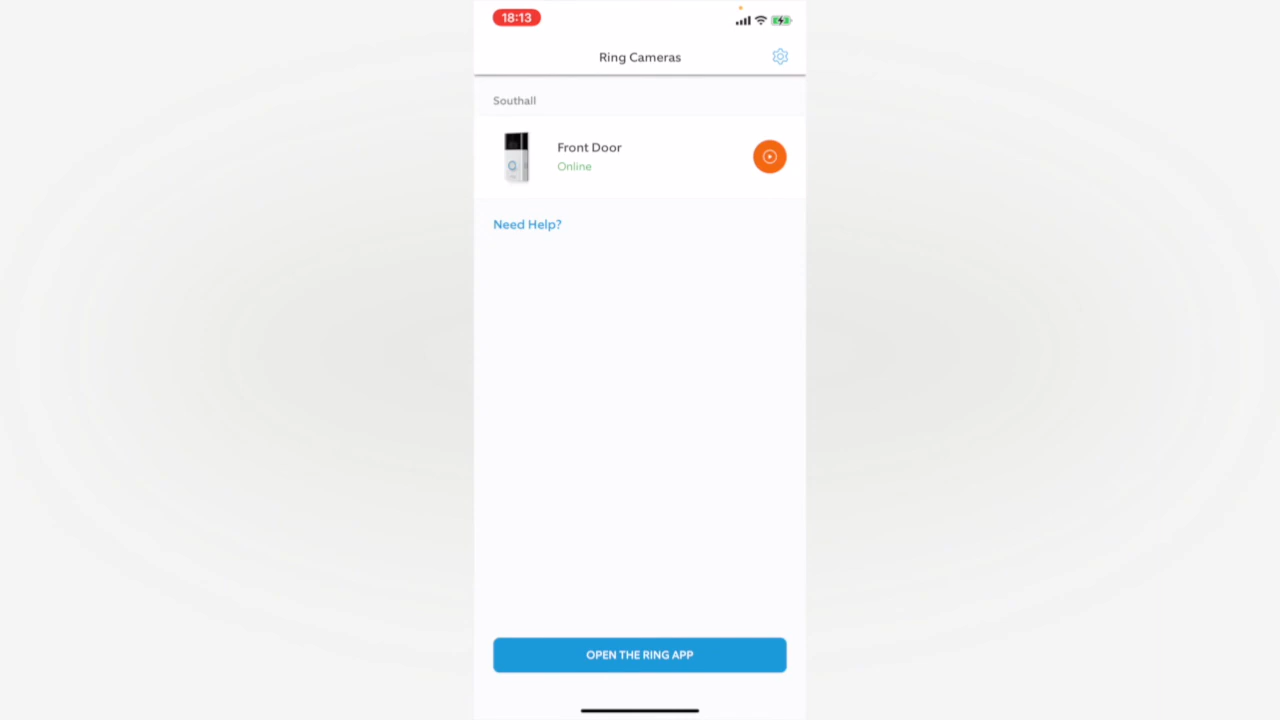 18:13
Ring Cameras
Southall
Front Door
Online
Need Help?
OPEN THE RING APP